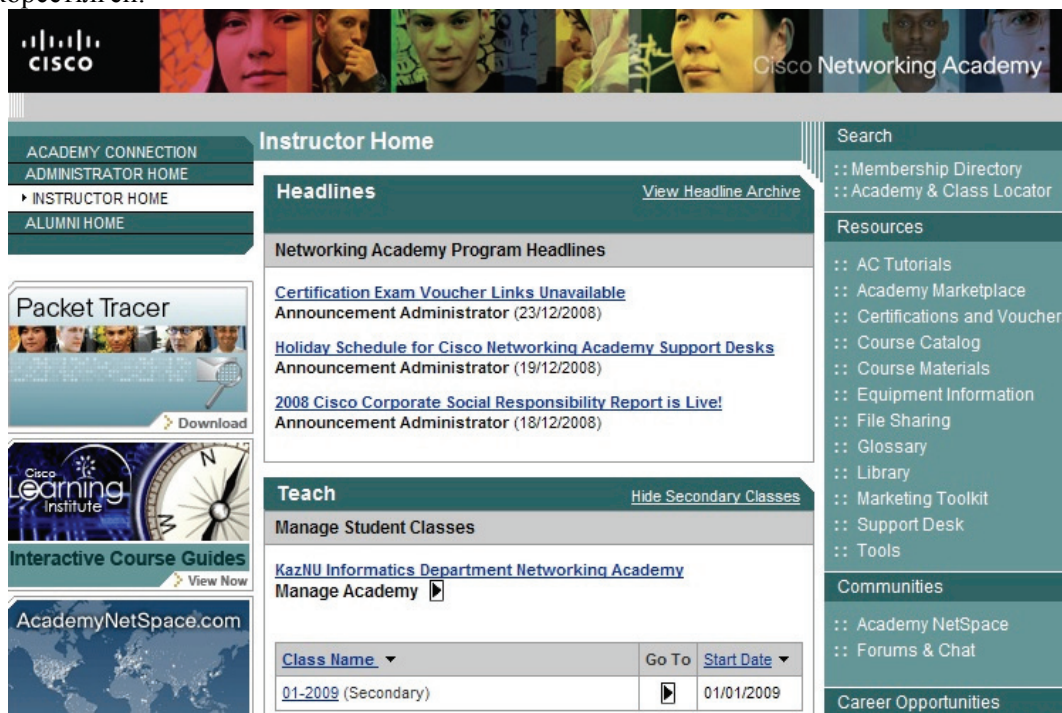 көрсетілген.
CISCO
Cisco Networking Academy
ACADEMY CONNECTION
ADMINISTRATOR HOME
INSTRUCTOR HOME
ALUMNI HOME
Packet Tracer
Download
Cisco
Learning
Institute
Interactive Course Guides
View Now
AcademyNetSpace.com
Instructor Home
Headlines View Headline Archive
Networking Academy Program Headlines
Certification Exam Voucher Links Unavailable
Announcement Administrator (23/12/2008)
Holiday Schedule for Cisco Networking Academy Support Desks
Announcement Administrator (19/12/2008)
2008 Cisco Corporate Social Responsibility Report is Live!
Announcement Administrator (18/12/2008)
Teach Hide Secondary Classes
Manage Student Classes
KazNU Informatics Department Networking Academy
Manage Academy
Class Name Go To Start Date
01-2009 (Secondary) 01/01/2009
Search
:: Membership Directory
:: Academy & Class Locator
Resources
:: AC Tutorials
:: Academy Marketplace
:: Certifications and Voucher
:: Course Catalog
:: Course Materials
:: Equipment Information
:: File Sharing
:: Glossary
:: Library
:: Marketing Toolkit
:: Support Desk
:: Tools
Communities
:: Academy NetSpace
:: Forums & Chat
Career Opportunities